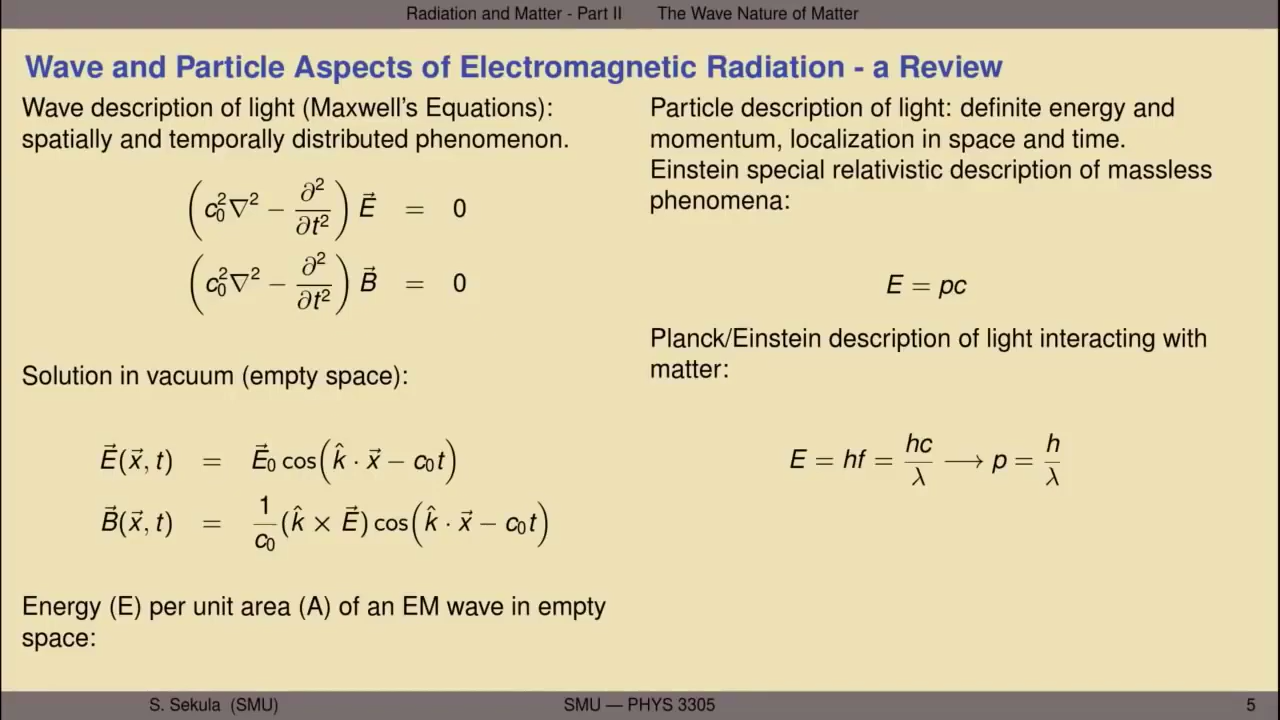 Radiation and Matter - Part II The Wave Nature of Matter
Wave and Particle Aspects of Electromagnetic Radiation - a Review
Wave description of light (Maxwell's Equations):
spatially and temporally distributed phenomenon.
(c₀²∇² − ∂²/∂t²) E⃗ = 0
(c₀²∇² − ∂²/∂t²) B⃗ = 0
Solution in vacuum (empty space):
E⃗(x⃗, t) = E⃗₀ cos(k̂ · x⃗ − c₀t)
B⃗(x⃗, t) = 1/c₀ (k̂ × E⃗) cos(k̂ · x⃗ − c₀t)
Energy (E) per unit area (A) of an EM wave in empty
space:
Particle description of light: definite energy and
momentum, localization in space and time.
Einstein special relativistic description of massless
phenomena:
E = pc
Planck/Einstein description of light interacting with
matter:
E = hf = hc/λ ⟶ p = h/λ
S. Sekula (SMU) SMU — PHYS 3305 5